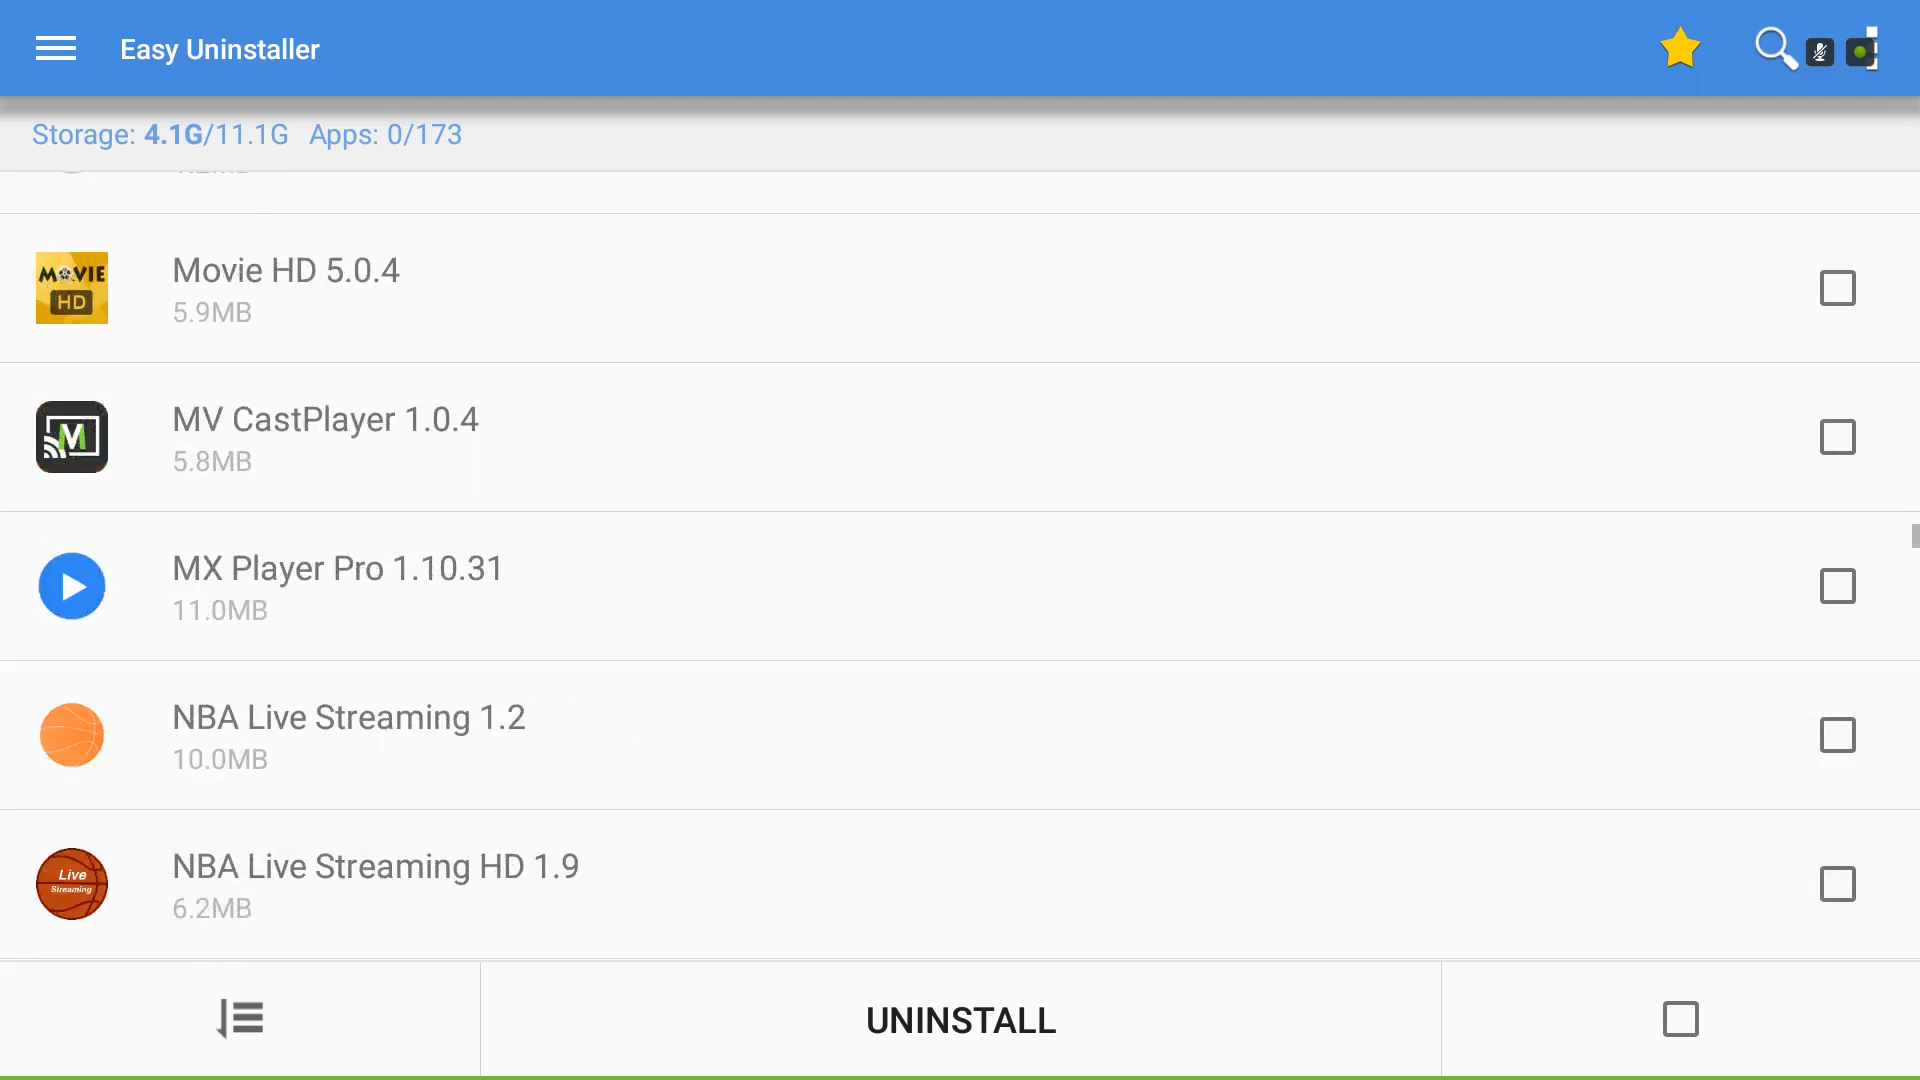 Easy Uninstaller
Storage: 4.1G/11.1G Apps: 0/173
MOVIE
HD
Movie HD 5.0.4
5.9MB
M
MV CastPlayer 1.0.4
5.8MB
MX Player Pro 1.10.31
11.0MB
NBA Live Streaming 1.2
10.0MB
Live
Streaming
NBA Live Streaming HD 1.9
6.2MB
UNINSTALL